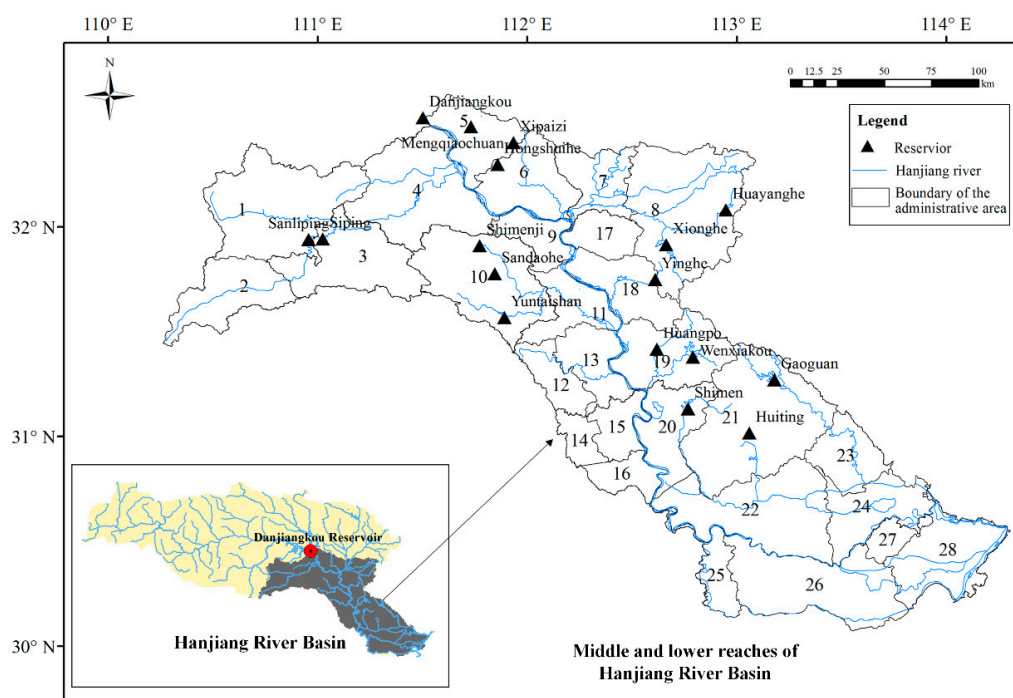 110° E 111° E 112° E 113° E 114° E
N
0 12.5 25 50 75 100
km
Legend
Reservior
Hanjiang river
Boundary of the
administrative area
32° N
31° N
30° N
Danjiangkou
5
Xipaizi
Mengqiaochuan
Hongshuihe
6
7
4
1
8
Huayanghe
Sanliping
Siping
Shimenji
9
17
Xionghe
3
Sandaohe
Yinghe
2
10
18
Yuntaishan
11
Huangpo
13
19
Wenxiakou
Gaoguan
12
Shimen
15
20
21
Huiting
14
23
16
22
24
27
28
25
26
Danjiangkou Reservoir
Hanjiang River Basin
Middle and lower reaches of
Hanjiang River Basin